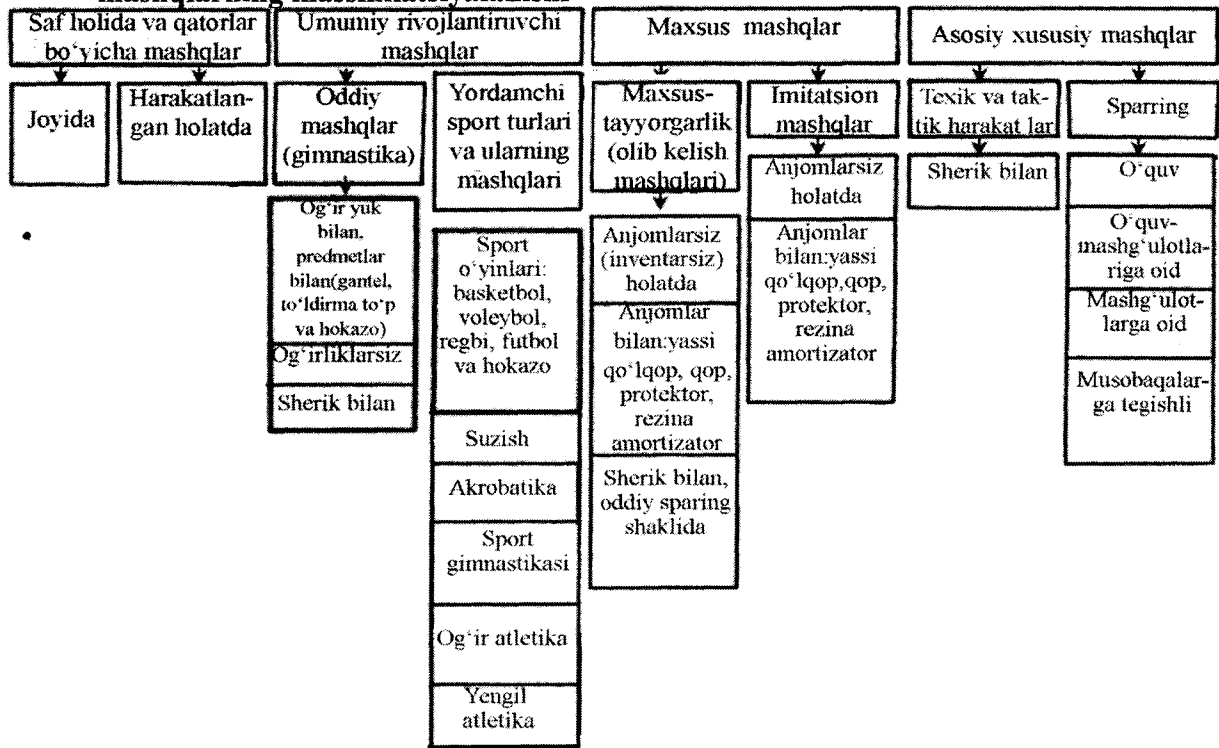 mashqlarning
Saf holida va qatorlar
bo‘yicha mashqlar
Umumiy rivojlantiruvchi
mashqlar
Maxsus mashqlar
Asosiy xususiy mashqlar
Joyida
Harakatlan-
gan holatda
Oddiy
mashqlar
(gimnastika)
Yordamchi
sport turlari
va ularning
mashqlari
Maxsus-
tayyorgarlik
(olib kelish
mashqlari)
Imitatsion
mashqlar
Texik va tak-
tik harakat lar
Sparring
Og‘ir yuk
bilan,
predmetlar
bilan(gantel,
to‘ldirma to‘p
va hokazo)
Og‘irliklarsiz
Sherik bilan
Sport
o‘yinlari:
basketbol,
voleybol,
regbi, futbol
va hokazo
Suzish
Akrobatika
Sport
gimnastikasi
Og‘ir atletika
Yengil
atletika
Anjomlarsiz
(inventarsiz)
holatda
Anjomlar
bilan:yassi
qo‘lqop, qop,
protektor,
rezina
amortizator
Sherik bilan,
oddiy sparing
shaklida
Anjomlarsiz
holatda
Anjomlar
bilan:yassi
qo‘lqop,qop,
protektor,
rezina
amortizator
Sherik bilan
O‘quv
O‘quv-
mashg‘ulotla-
riga oid
Mashg‘ulot-
larga oid
Musobaqalar-
ga tegishli